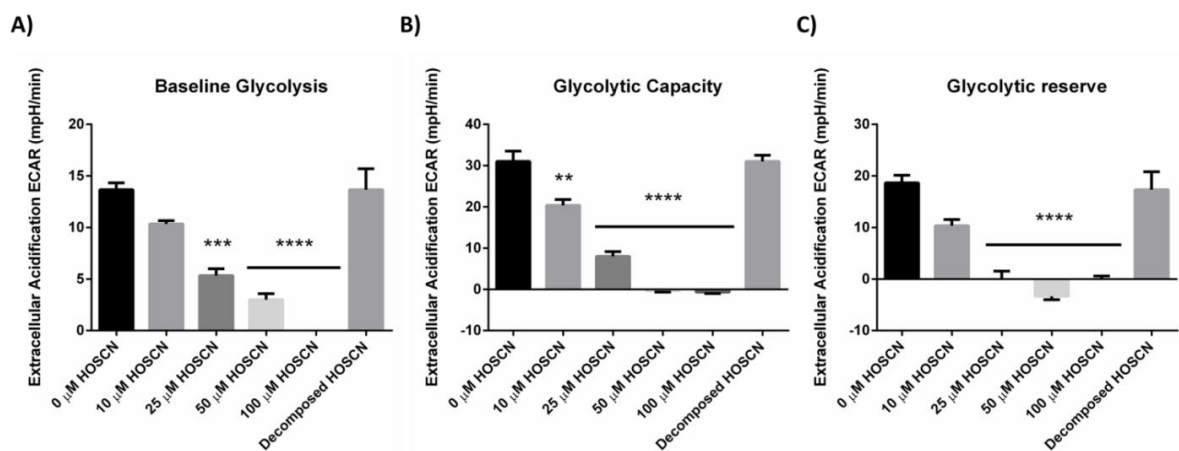 A)
Baseline Glycolysis
Extracellular Acidification ECAR (mpH/min)
20
15
10
5
0
***
****
0 μM HOSCN
10 μM HOSCN
25 μM HOSCN
50 μM HOSCN
100 μM HOSCN
Decomposed HOSCN
B)
Glycolytic Capacity
Extracellular Acidification ECAR (mpH/min)
40
30
20
10
0
-10
**
****
0 μM HOSCN
10 μM HOSCN
25 μM HOSCN
50 μM HOSCN
100 μM HOSCN
Decomposed HOSCN
C)
Glycolytic reserve
Extracellular Acidification ECAR (mpH/min)
30
20
10
0
-10
****
0 μM HOSCN
10 μM HOSCN
25 μM HOSCN
50 μM HOSCN
100 μM HOSCN
Decomposed HOSCN